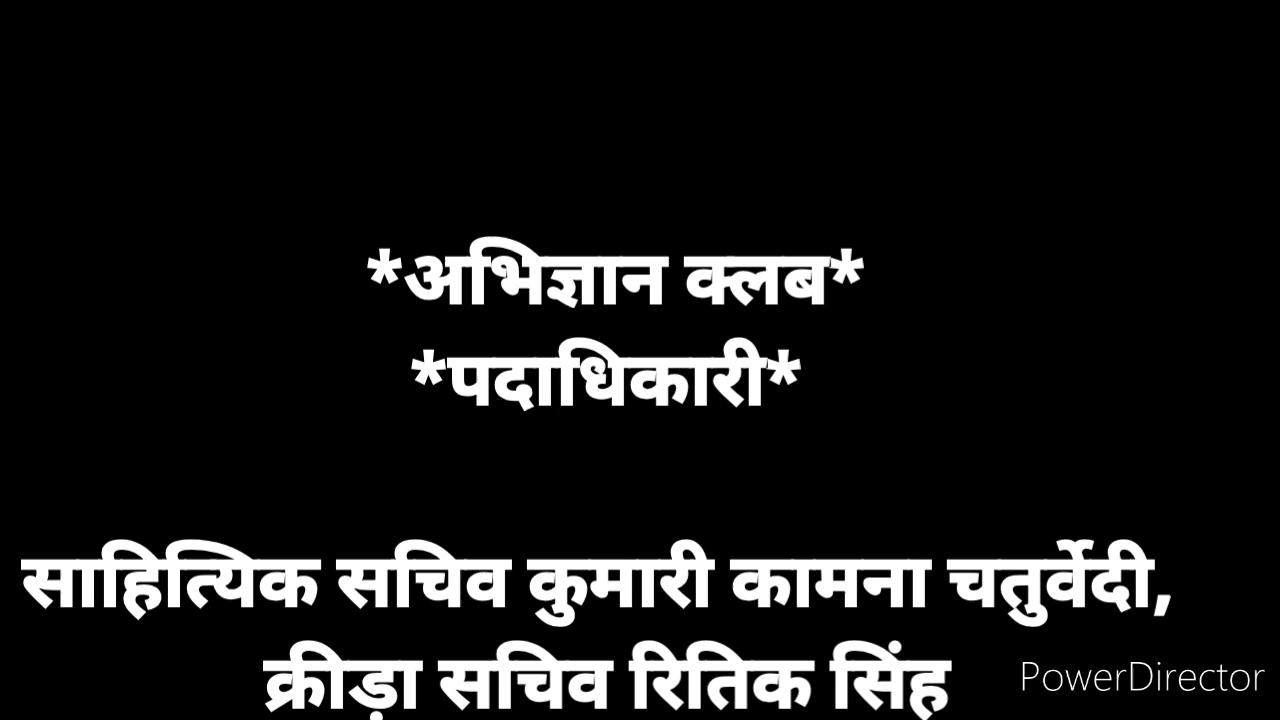 *अभिज्ञान क्लब*
*पदाधिकारी*
साहित्यिक सचिव कुमारी कामना चतुर्वेदी,
क्रीड़ा सचिव रितिक सिंह
PowerDirector